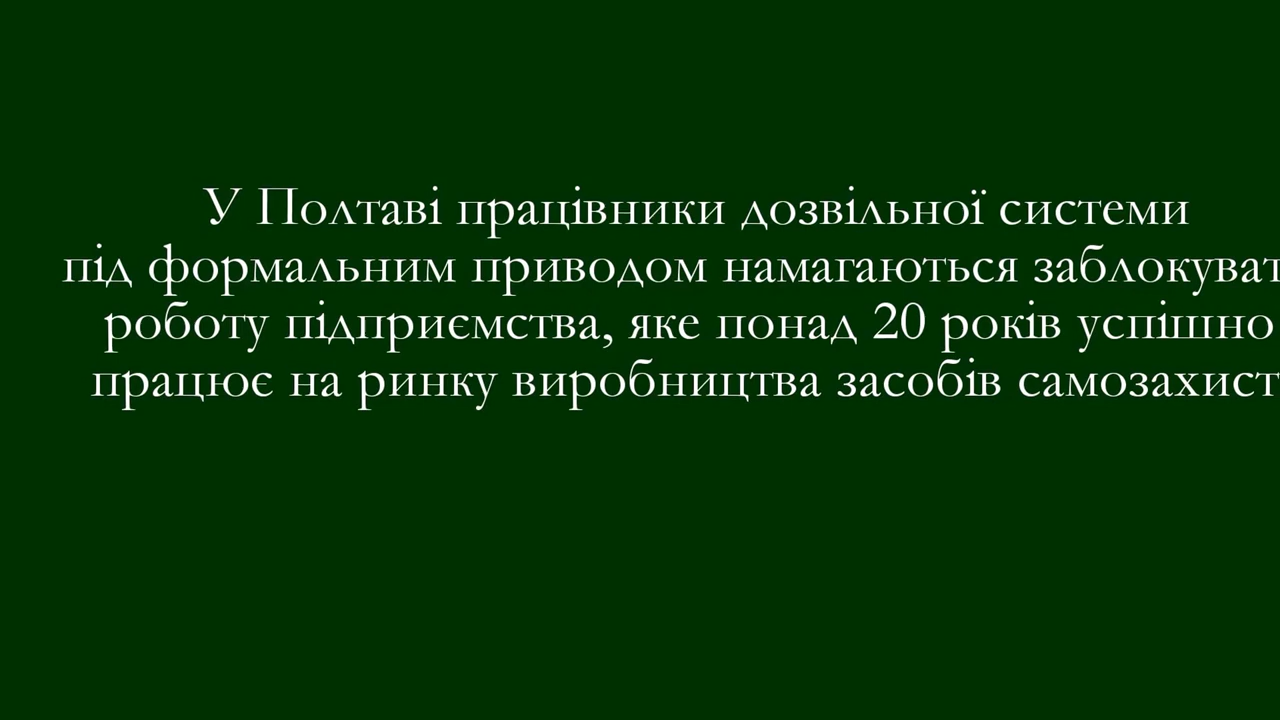 У Полтаві працівники дозвільної системи
під формальним приводом намагаються заблокуват
роботу підприємства, яке понад 20 років успішно
працює на ринку виробництва засобів самозахист